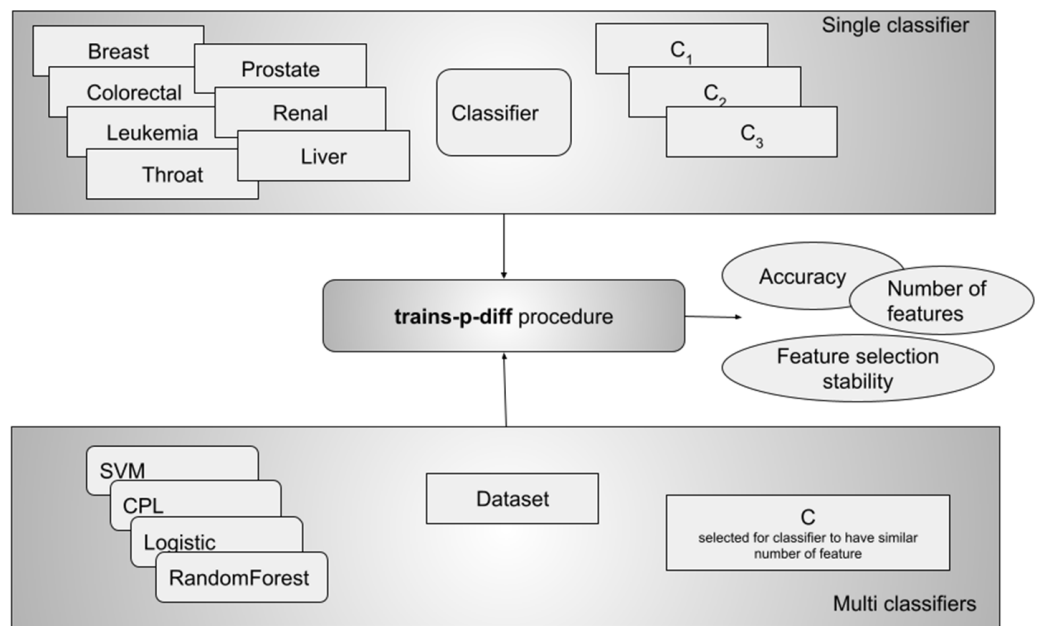 Single classifier
Breast
Colorectal
Leukemia
Throat
Prostate
Renal
Liver
Classifier
C1
C2
C3
trains-p-diff procedure
Accuracy
Number of
features
Feature selection
stability
SVM
CPL
Logistic
RandomForest
Dataset
C
selected for classifier to have similar
number of feature
Multi classifiers